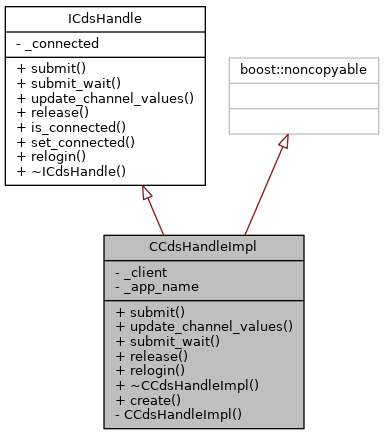 ICdsHandle
- _connected
+ submit()
+ submit_wait()
+ update_channel_values()
+ release()
+ is_connected()
+ set_connected()
+ relogin()
+ ~ICdsHandle()
boost::noncopyable
CCdsHandleImpl
- _client
- _app_name
+ submit()
+ update_channel_values()
+ submit_wait()
+ release()
+ relogin()
+ ~CCdsHandleImpl()
+ create()
- CCdsHandleImpl()